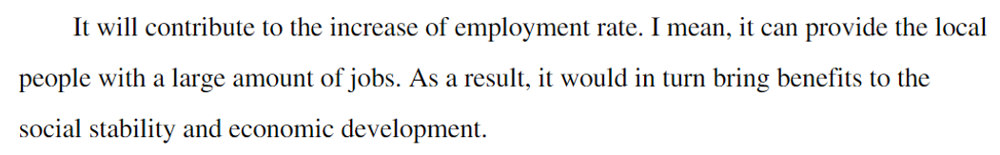 It will contribute to the increase of employment rate. I mean, it can provide the local
people with a large amount of jobs. As a result, it would in turn bring benefits to the
social stability and economic development.